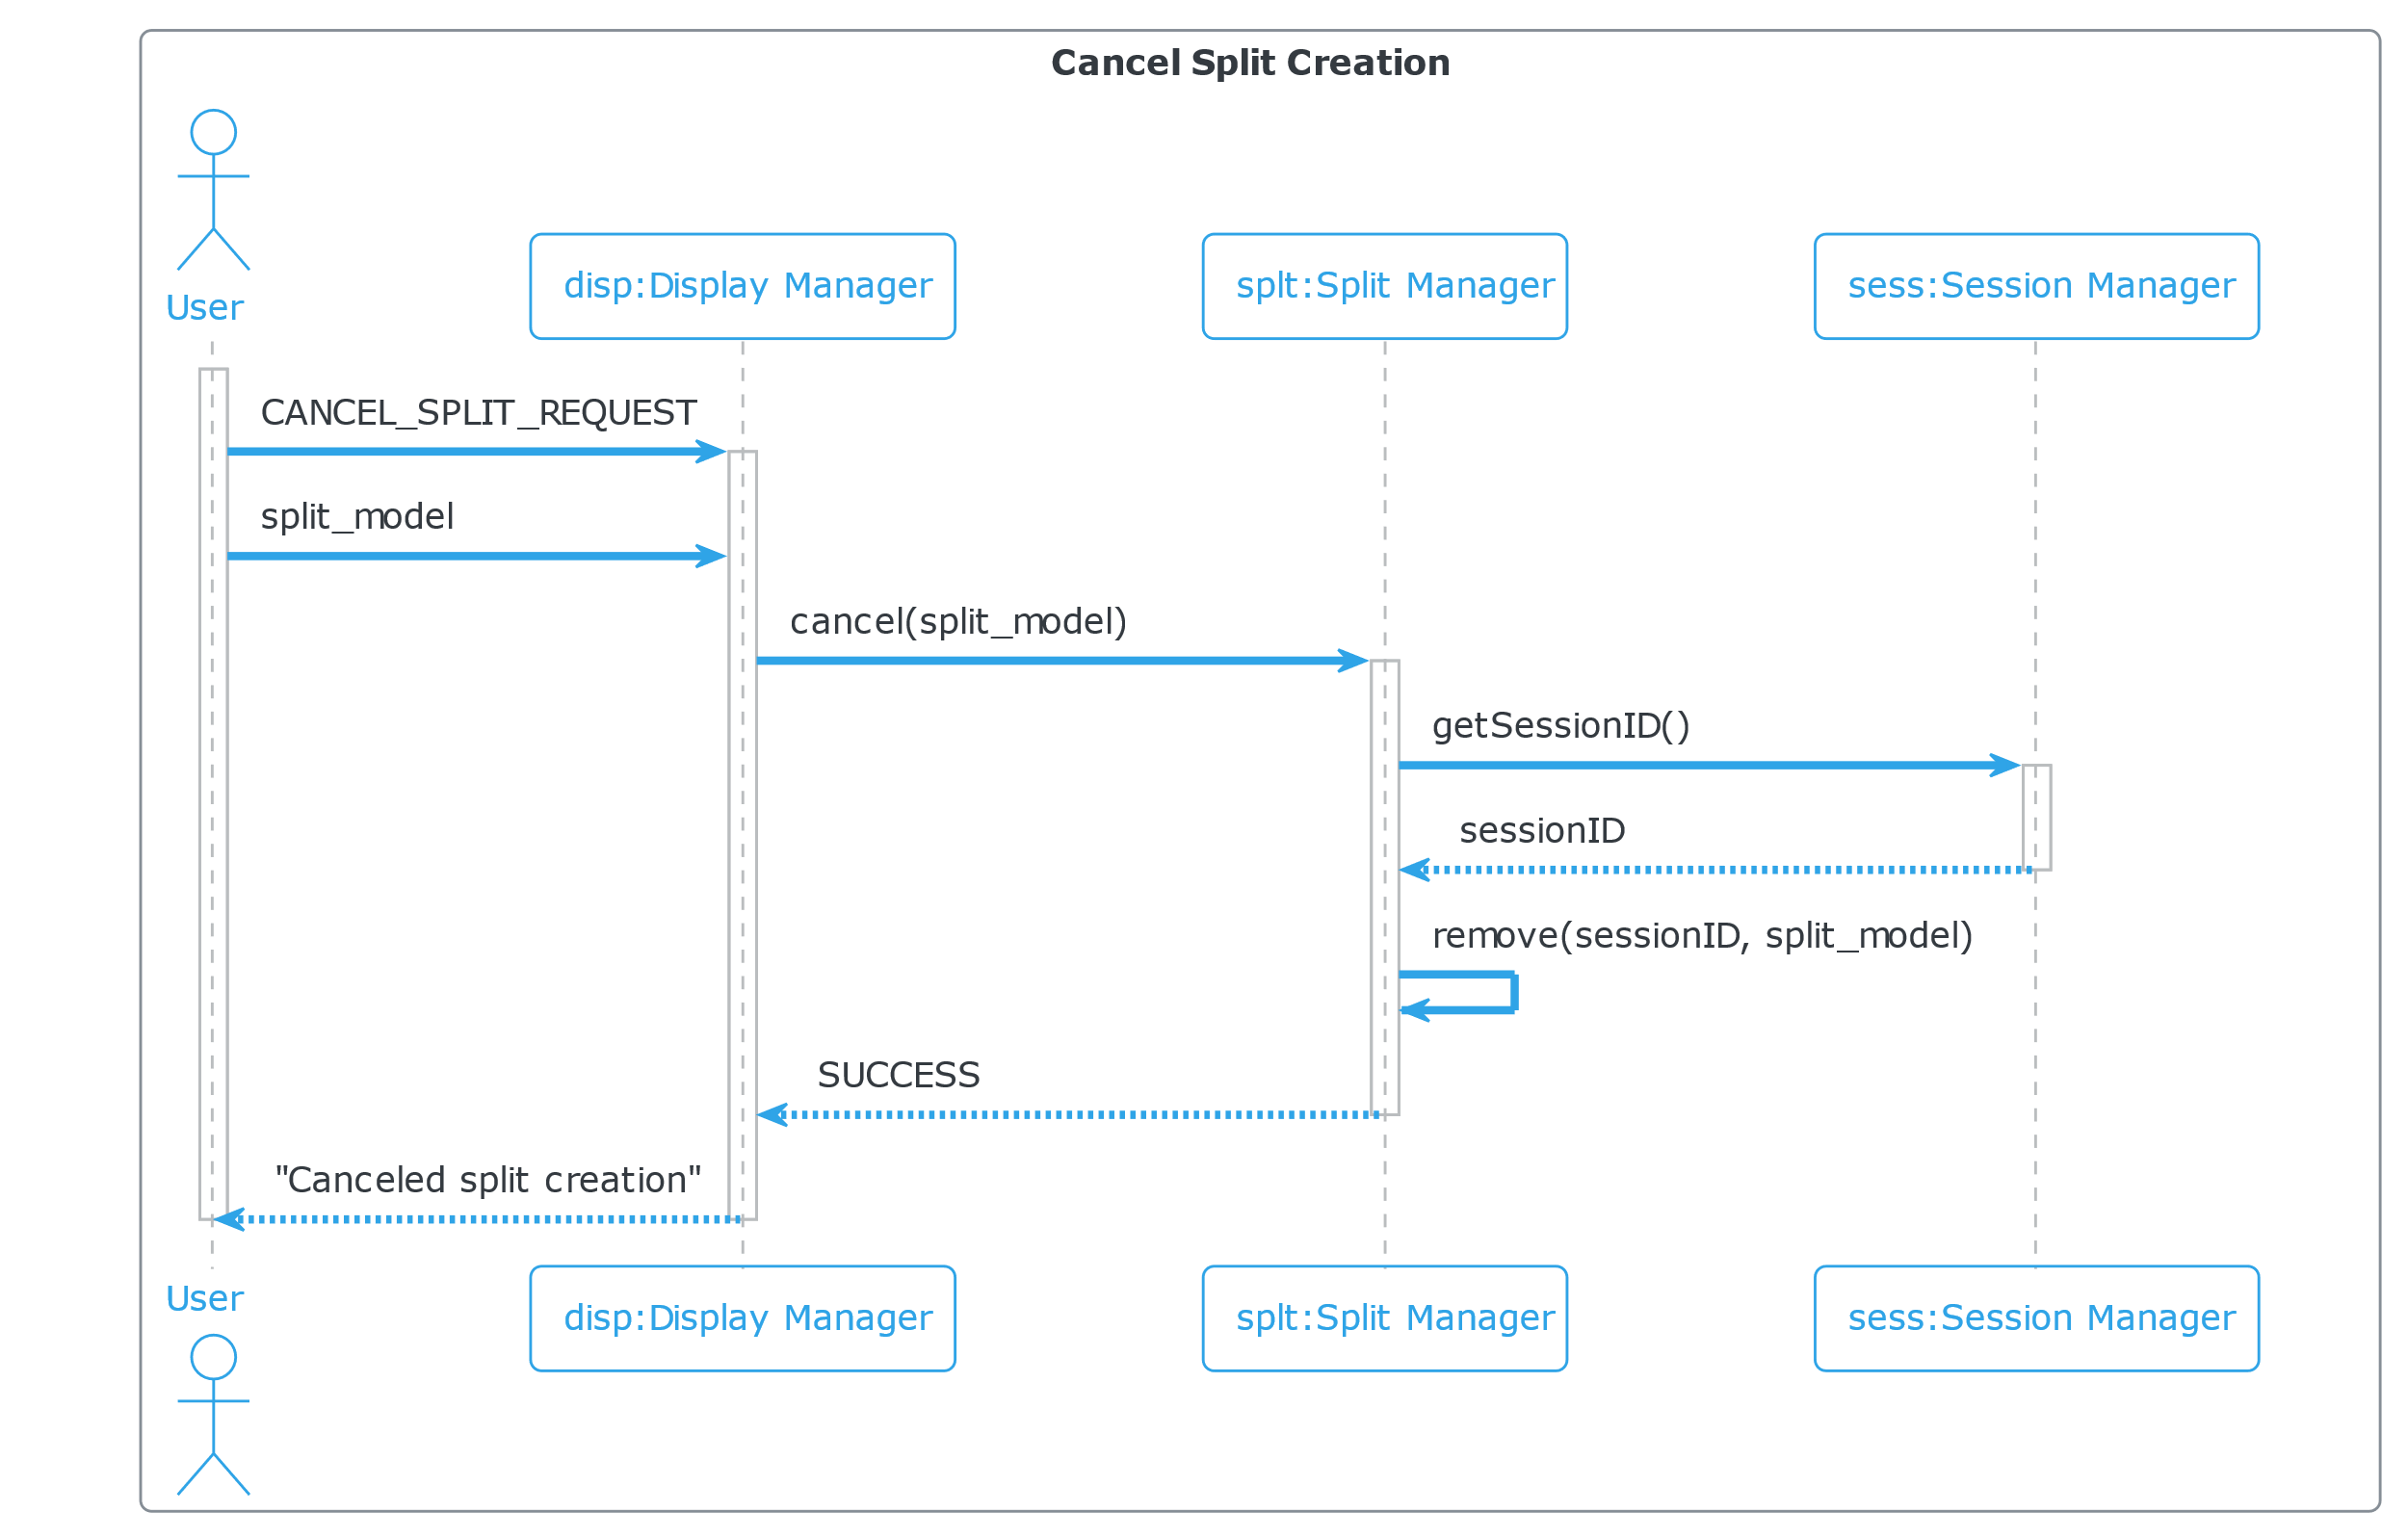 Cancel Split Creation
User
disp:Display Manager
splt:Split Manager
sess:Session Manager
CANCEL_SPLIT_REQUEST
split_model
cancel(split_model)
getSessionID()
sessionID
remove(sessionID, split_model)
SUCCESS
"Canceled split creation"
User
disp:Display Manager
splt:Split Manager
sess:Session Manager